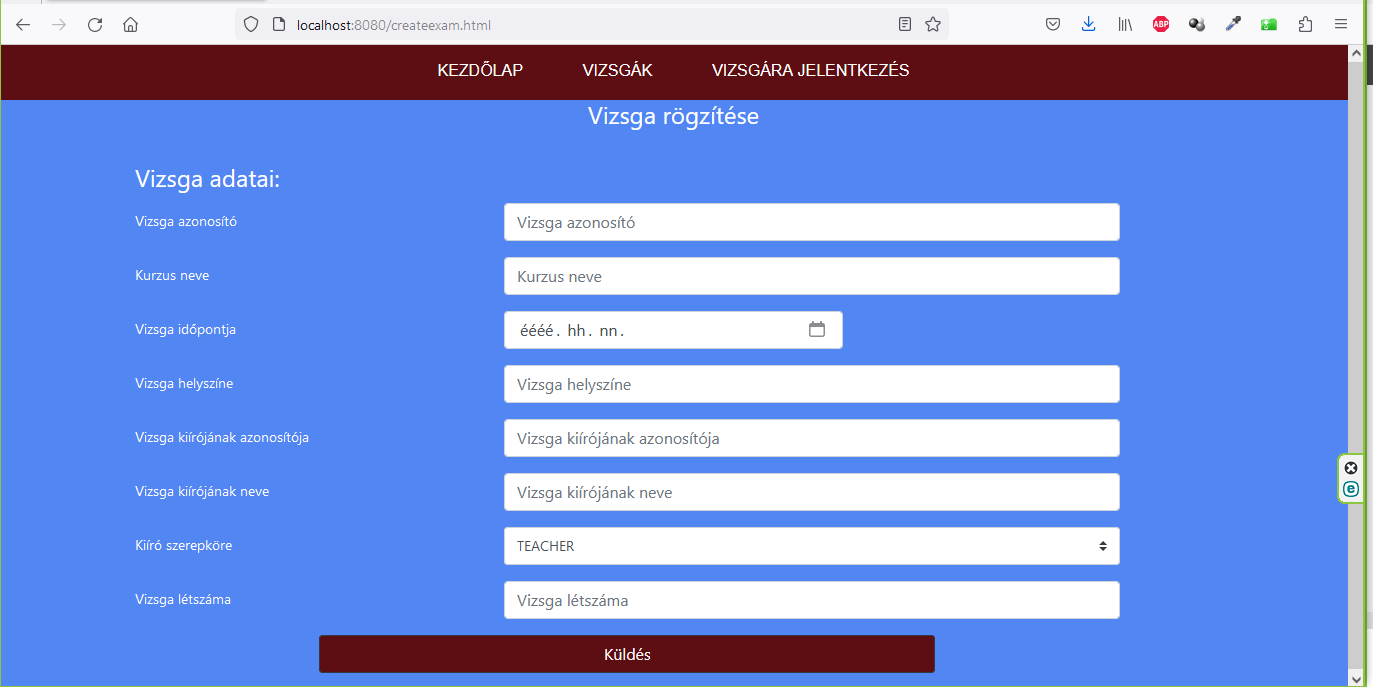 localhost:8080/createexam.html
ABP
KEZDŐLAP VIZSGÁK VIZSGÁRA JELENTKEZÉS
Vizsga rögzítése
Vizsga adatai:
Vizsga azonosító Vizsga azonosító
Kurzus neve Kurzus neve
Vizsga időpontja éééé. hh. nn.
Vizsga helyszíne Vizsga helyszíne
Vizsga kiírójának azonosítója Vizsga kiírójának azonosítója
Vizsga kiírójának neve Vizsga kiírójának neve
Kiíró szerepköre TEACHER
Vizsga létszáma Vizsga létszáma
Küldés